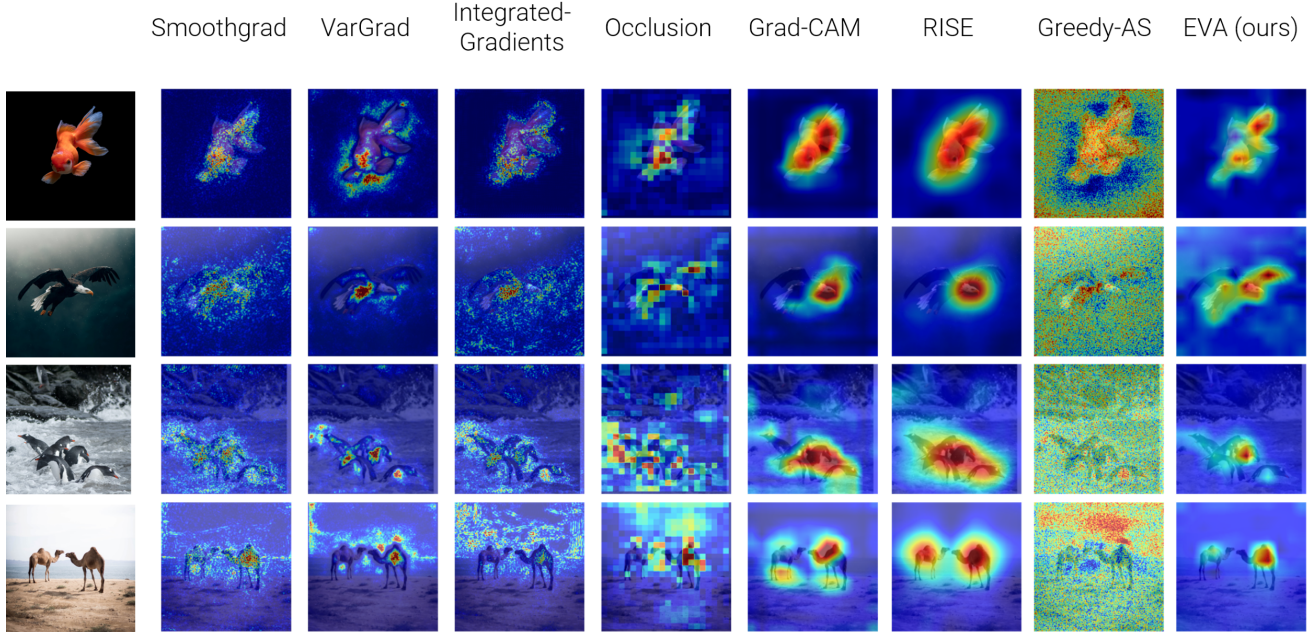 Smoothgrad VarGrad Integrated-
Gradients Occlusion Grad-CAM RISE Greedy-AS EVA (ours)